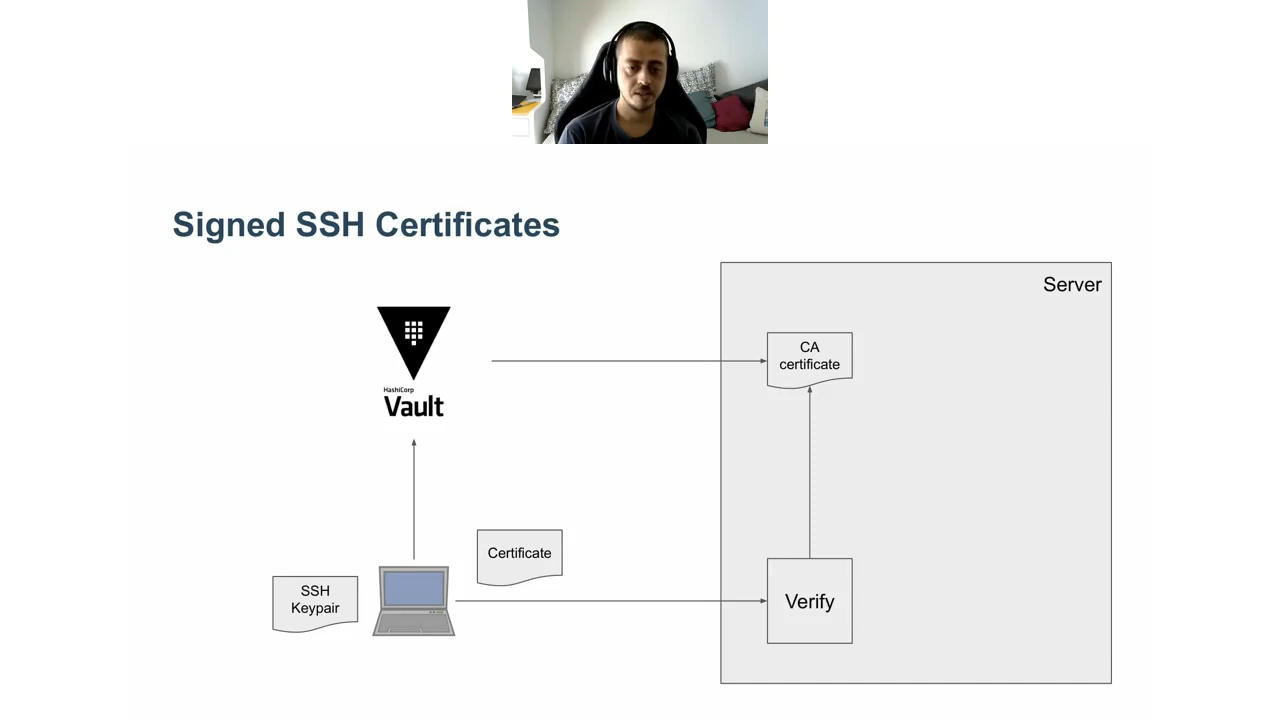 Signed SSH Certificates
Server
CA
certificate
HashiCorp
Vault
Certificate
SSH
Keypair
Verify